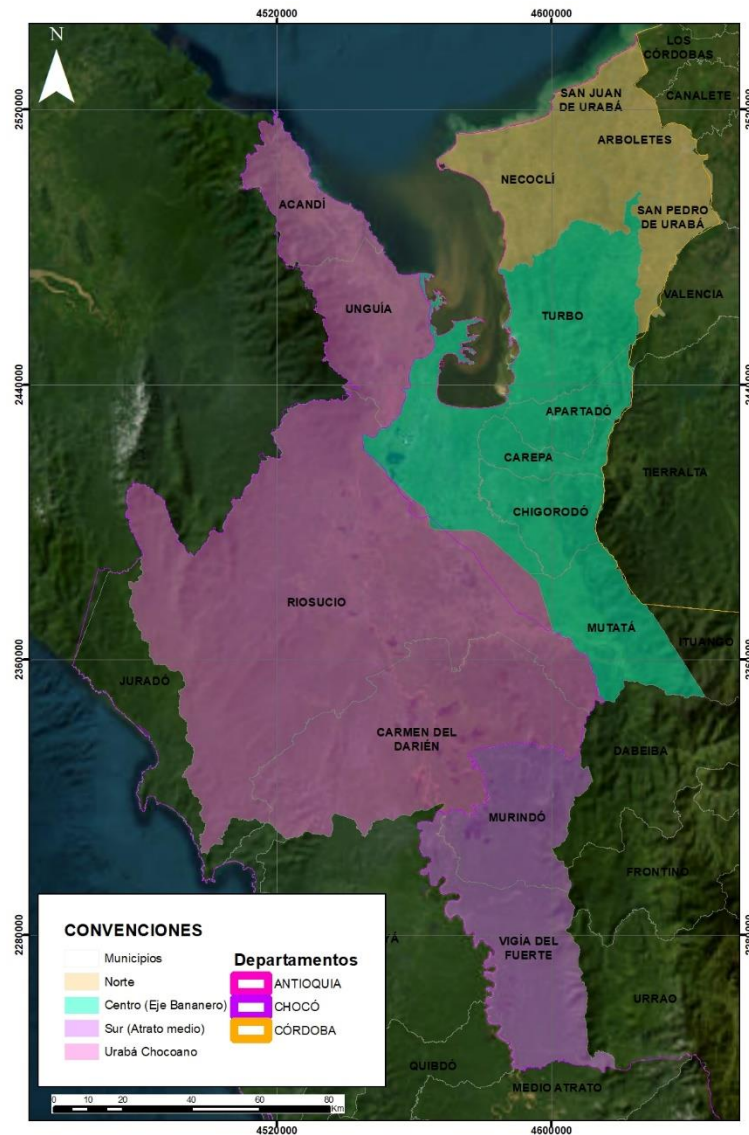 4520000 4600000
N
LOS
CÓRDOBAS
CANALETE
SAN JUAN
DE URABÁ
ARBOLETES
NECOCLÍ
ACANDÍ
SAN PEDRO
DE URABÁ
VALENCIA
UNGUÍA
TURBO
2440000 2440000
APARTADÓ
CAREPA
TIERRALTA
CHIGORODÓ
RIOSUCIO
MUTATÁ
ITUANGO
2360000
JURADÓ
CARMEN DEL
DARIÉN
DABEIBA
MURINDÓ
FRONTINO
VIGÍA DEL
FUERTE
URRAO
QUIBDÓ
MEDIO ATRATO
CONVENCIONES
Municipios
Norte
Centro (Eje Bananero)
Sur (Atrato medio)
Urabá Chocoano
Departamentos
ANTIOQUIA
CHOCÓ
CÓRDOBA
0 10 20 40 60 80
Km
4520000 4600000